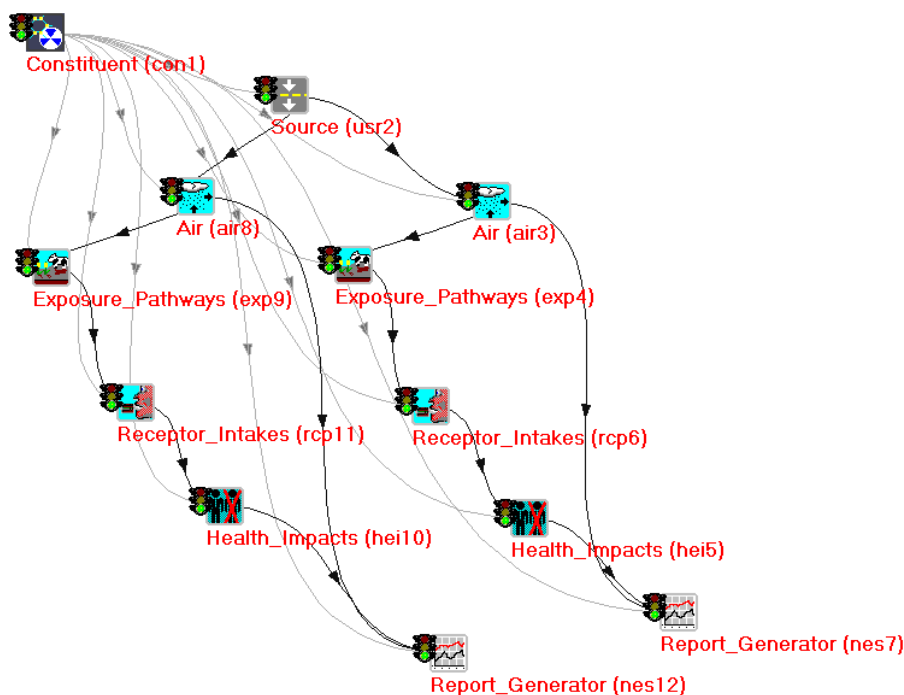 Constituent (con1)
Source (usr2)
Air (air8)
Air (air3)
Exposure_Pathways (exp9)
Exposure_Pathways (exp4)
Receptor_Intakes (rcp11)
Receptor_Intakes (rcp6)
Health_Impacts (hei10)
Health_Impacts (hei5)
Report_Generator (nes7)
Report_Generator (nes12)